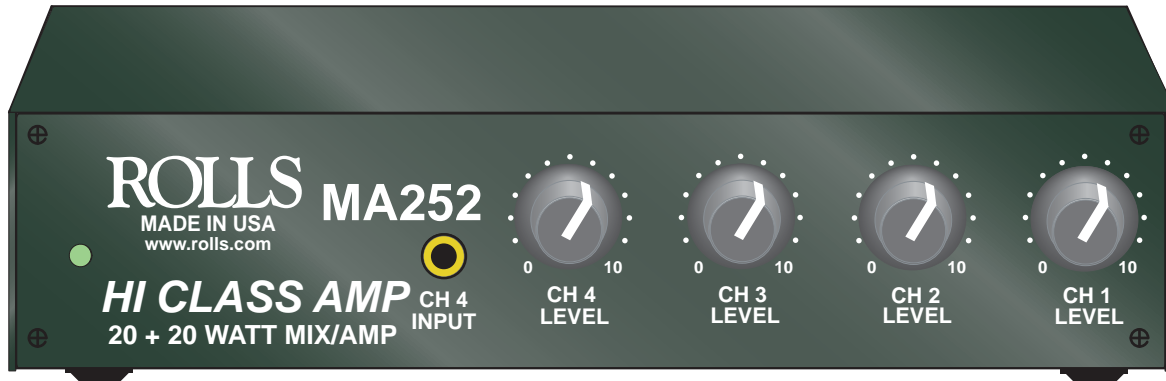 ROLLS
MADE IN USA
www.rolls.com
MA252
HI CLASS AMP
20 + 20 WATT MIX/AMP
CH 4
INPUT
0 10
CH 4
LEVEL
0 10
CH 3
LEVEL
0 10
CH 2
LEVEL
0 10
CH 1
LEVEL